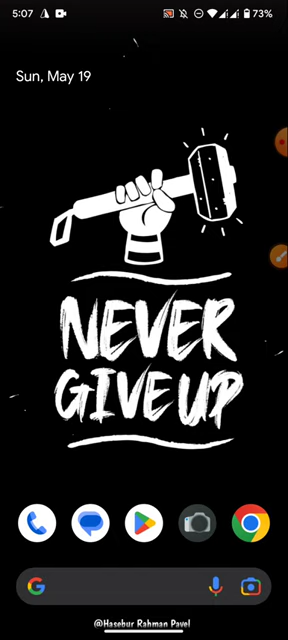 5:07
73%
Sun, May 19
NEVER
GIVE UP
@Hasebur Rahman Pavel